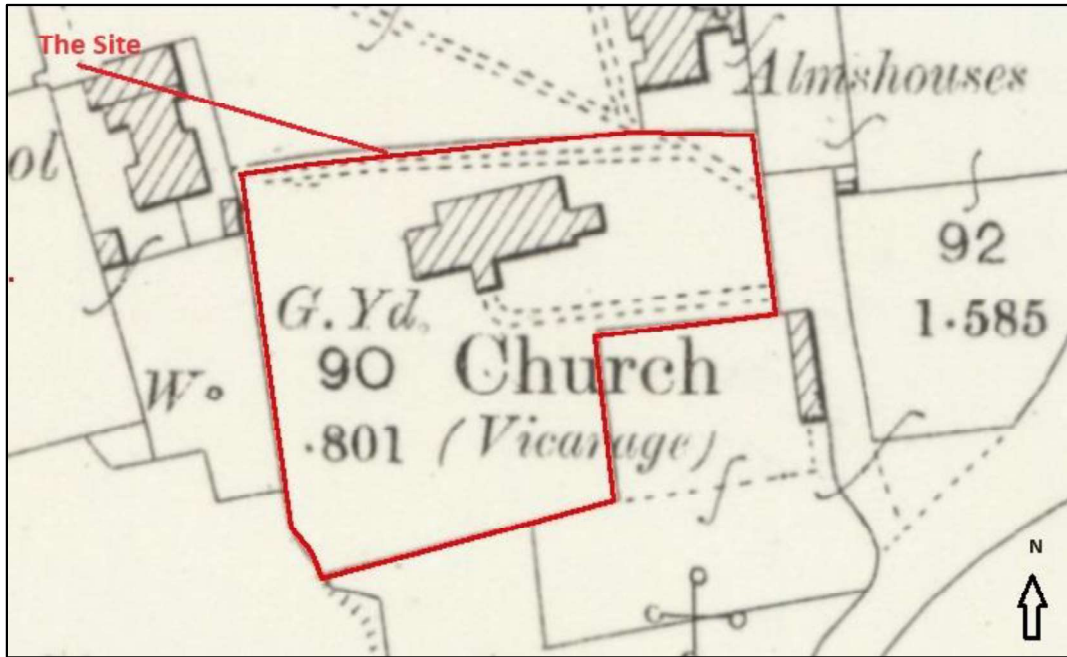 The Site
Almshouses
ol
92
1·585
G. Yd.
90
Church
W
·801
(Vicarage)
N